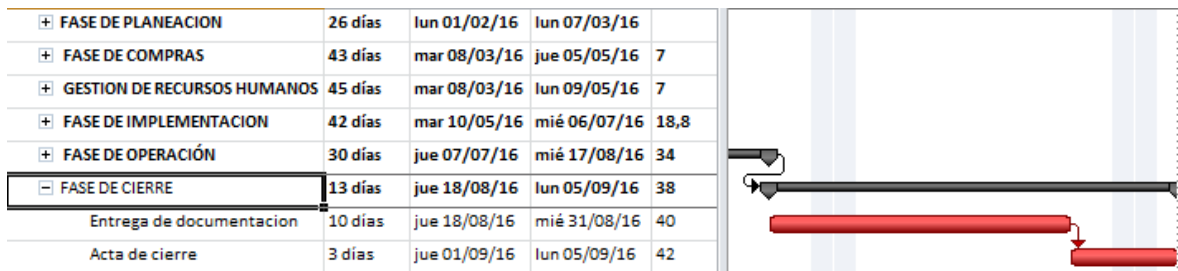 FASE DE PLANEACION 26 días lun 01/02/16 lun 07/03/16
FASE DE COMPRAS 43 días mar 08/03/16 jue 05/05/16 7
GESTION DE RECURSOS HUMANOS 45 días mar 08/03/16 lun 09/05/16 7
FASE DE IMPLEMENTACION 42 días mar 10/05/16 mié 06/07/16 18,8
FASE DE OPERACIÓN 30 días jue 07/07/16 mié 17/08/16 34
FASE DE CIERRE 13 días jue 18/08/16 lun 05/09/16 38
Entrega de documentacion 10 días jue 18/08/16 mié 31/08/16 40
Acta de cierre 3 días jue 01/09/16 lun 05/09/16 42